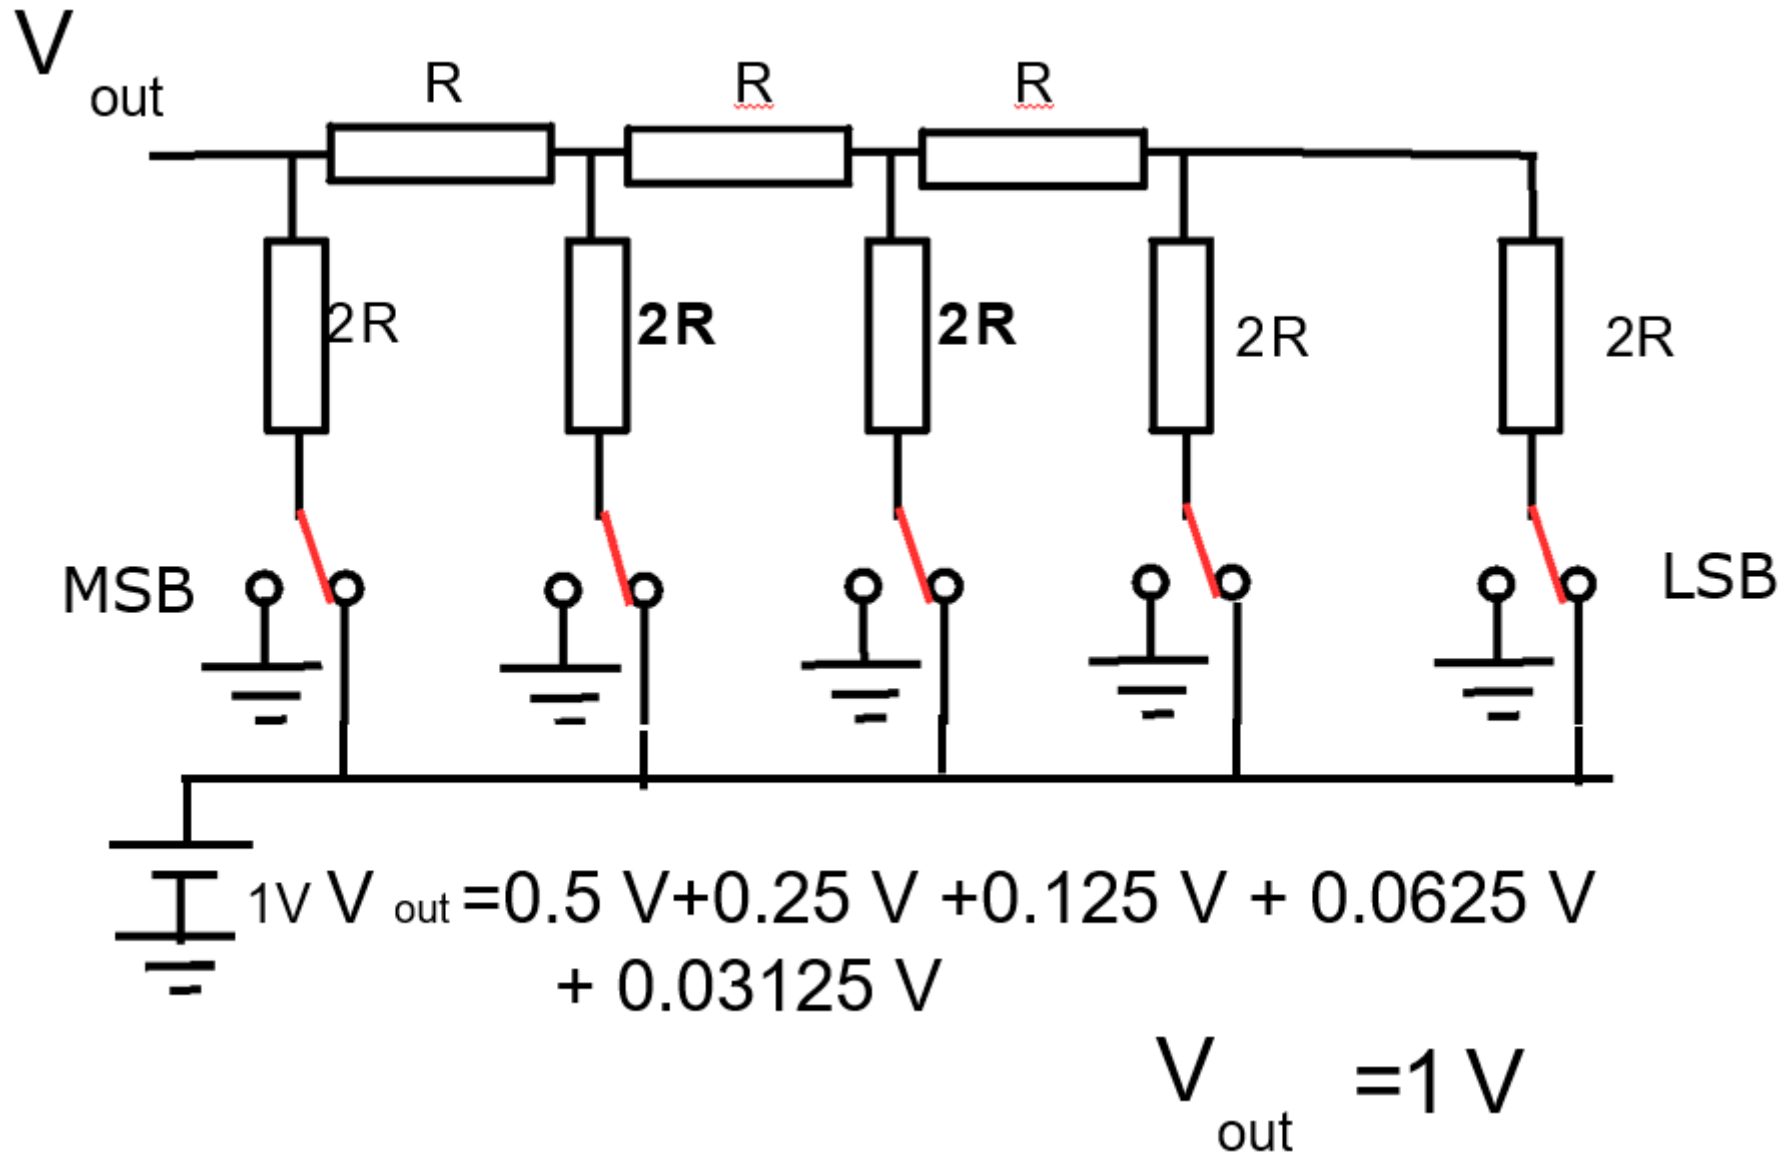 V out
R R R
2R 2R 2R 2R 2R
MSB LSB
1V V out =0.5 V+0.25 V +0.125 V + 0.0625 V
+ 0.03125 V
V out =1 V